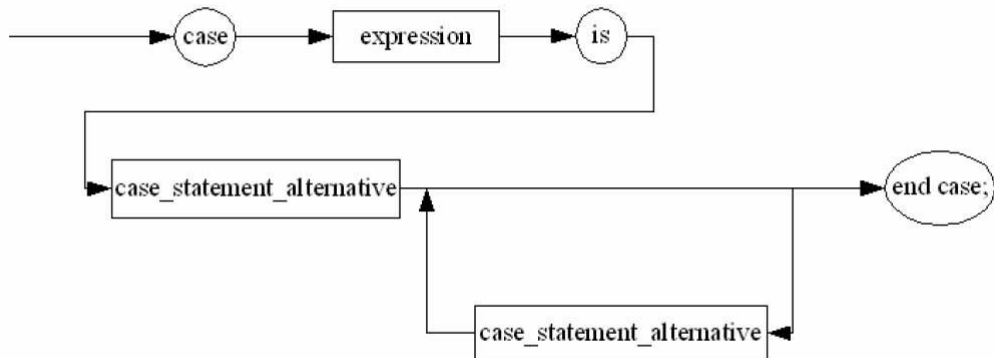 case
expression
is
case_statement_alternative
end case;
case_statement_alternative